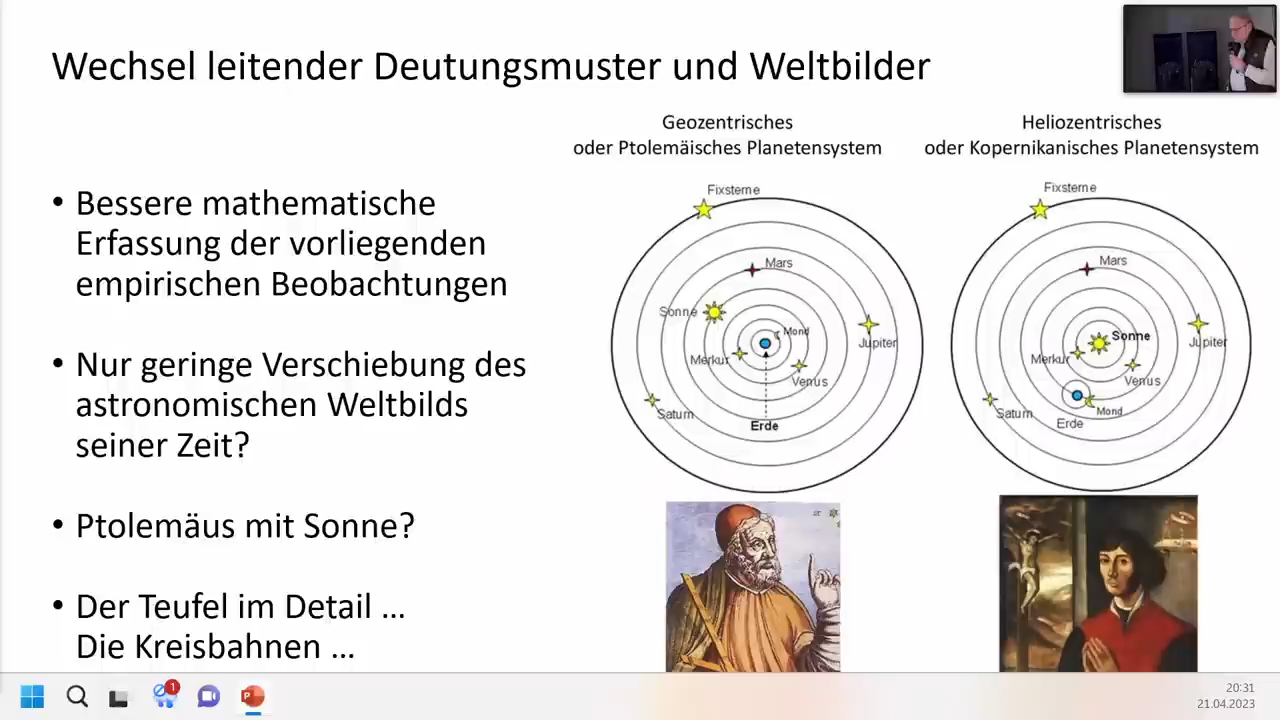 Wechsel leitender Deutungsmuster und Weltbilder
Geozentrisches
oder Ptolemäisches Planetensystem
Heliozentrisches
oder Kopernikanisches Planetensystem
• Bessere mathematische
Erfassung der vorliegenden
empirischen Beobachtungen
• Nur geringe Verschiebung des
astronomischen Weltbilds
seiner Zeit?
• Ptolemäus mit Sonne?
• Der Teufel im Detail ...
Die Kreisbahnen ...
Fixsterne
Mars
Sonne
Mond
Jupiter
Merkur
Venus
Saturn
Erde
Fixsterne
Mars
Sonne
Jupiter
Merkur
Venus
Saturn
Mond
Erde
1
P
20:31
21.04.2023